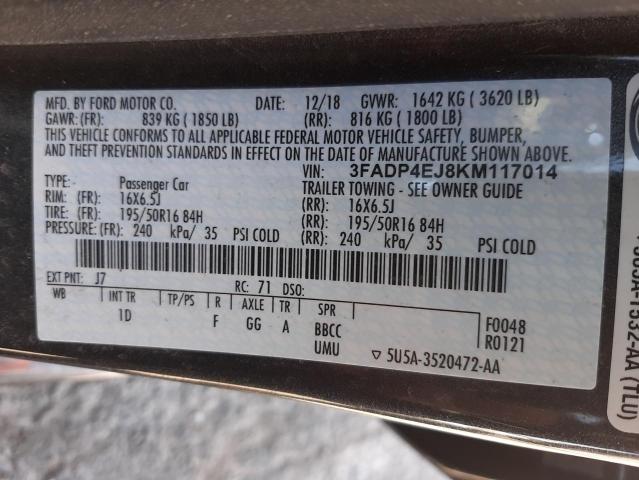 MFD. BY FORD MOTOR CO. DATE: 12/18 GVWR: 1642 KG ( 3620 LB)
GAWR: (FR): 839 KG ( 1850 LB) (RR): 816 KG ( 1800 LB)
THIS VEHICLE CONFORMS TO ALL APPLICABLE FEDERAL MOTOR VEHICLE SAFETY, BUMPER,
AND THEFT PREVENTION STANDARDS IN EFFECT ON THE DATE OF MANUFACTURE SHOWN ABOVE.
VIN: 3FADP4EJ8KM117014
TYPE: Passenger Car TRAILER TOWING - SEE OWNER GUIDE
RIM: (FR): 16X6.5J (RR): 16X6.5J
TIRE: (FR): 195/50R16 84H (RR): 195/50R16 84H
PRESSURE: (FR): 240 kPa/ 35 PSI COLD (RR): 240 kPa/ 35 PSI COLD
EXT PNT: J7 RC: 71 DSO:
WB INT TR TP/PS R AXLE TR SPR
1D F GG A BBCC F0048
UMU R0121
▽ 5U5A-3520472-AA